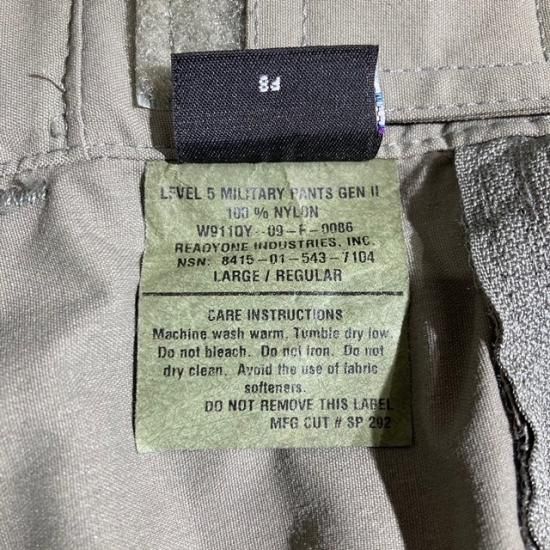 LEVEL 5 MILITARY PANTS GEN II
100 % NYLON
W911QY-09-F-0086
READYONE INDUSTRIES, INC.
NSN: 8415-01-543-7104
LARGE / REGULAR
CARE INSTRUCTIONS
Machine wash warm. Tumble dry low.
Do not bleach. Do not iron. Do not
dry clean. Avoid the use of fabric
softeners.
DO NOT REMOVE THIS LABEL
MFG CUT # SP 292